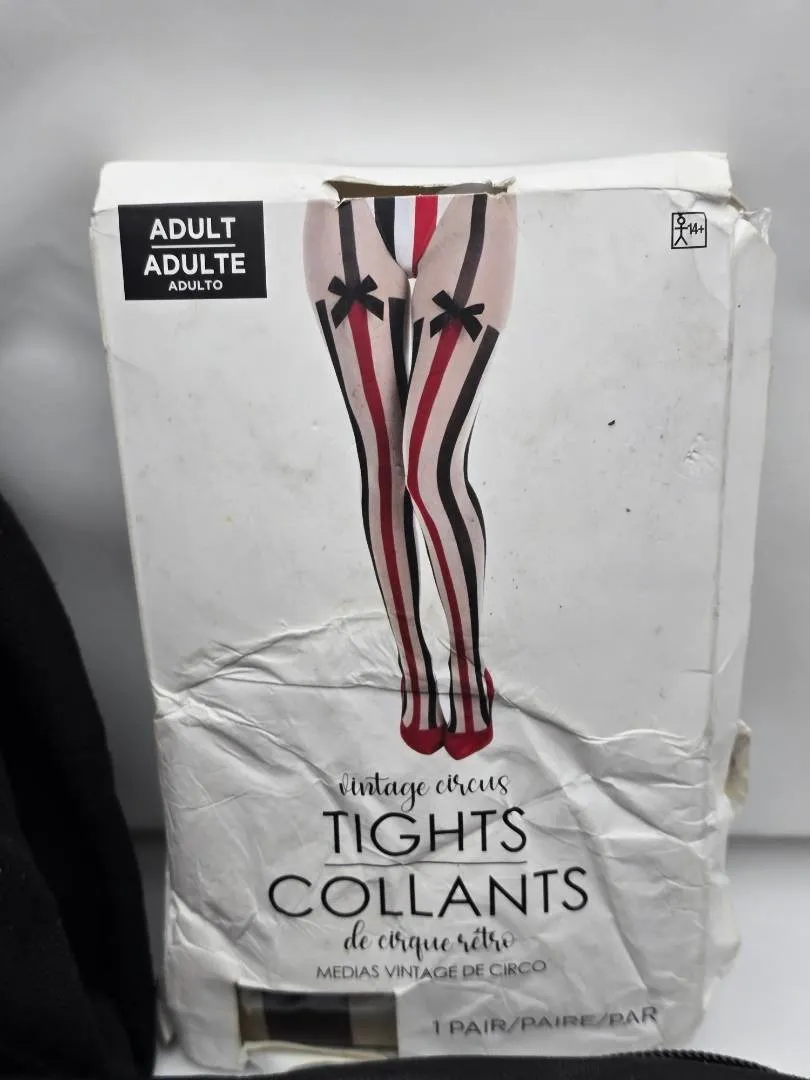 ADULT
ADULTE
ADULTO
14+
vintage circus
TIGHTS
COLLANTS
de cirque rétro
MEDIAS VINTAGE DE CIRCO
1 PAIR/PAIRE/PAR